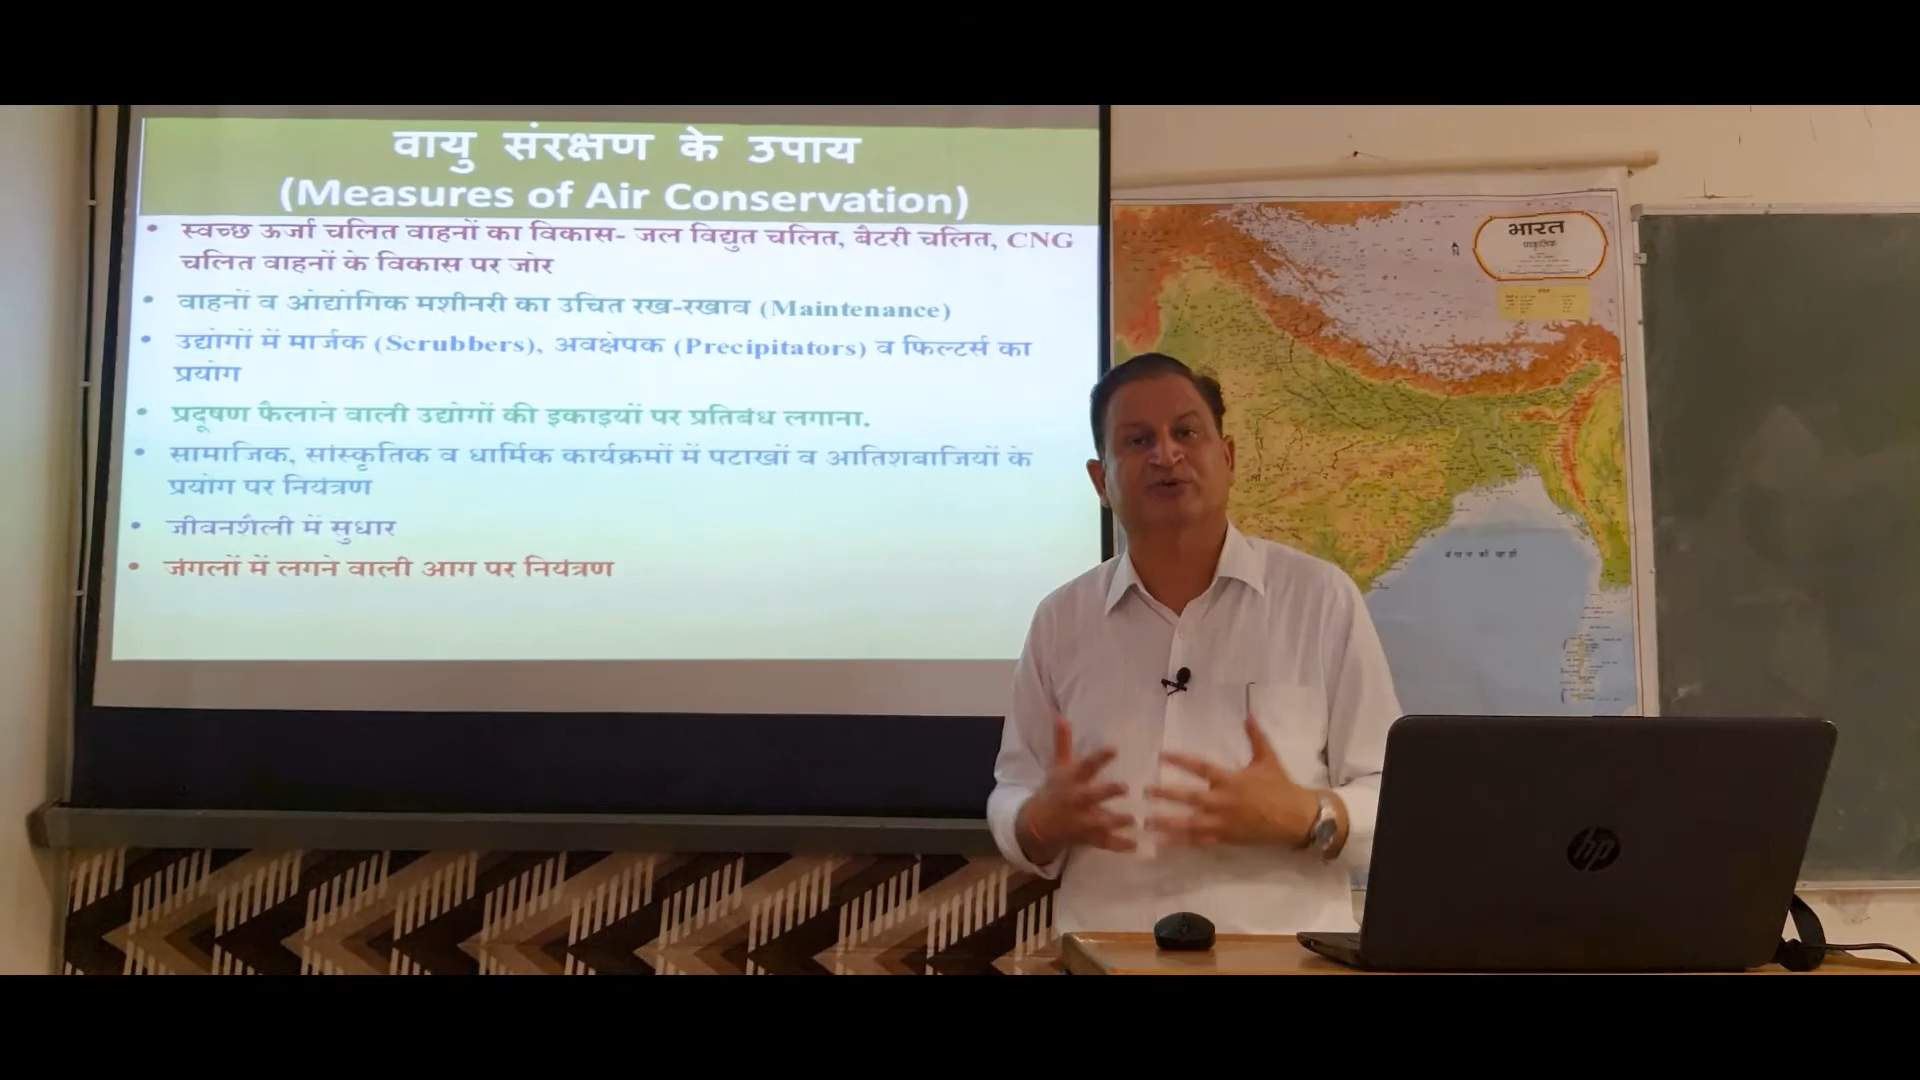 वायु संरक्षण के उपाय
(Measures of Air Conservation)
• स्वच्छ ऊर्जा चलित वाहनों का विकास- जल विद्युत चलित, बैटरी चलित, CNG
चलित वाहनों के विकास पर जोर
• वाहनों व औद्योगिक मशीनरी का उचित रख-रखाव (Maintenance)
• उद्योगों में मार्जक (Scrubbers), अवक्षेपक (Precipitators) व फिल्टर्स का
प्रयोग
• प्रदूषण फैलाने वाली उद्योगों की इकाइयों पर प्रतिबंध लगाना.
• सामाजिक, सांस्कृतिक व धार्मिक कार्यक्रमों में पटाखों व आतिशबाजियों के
प्रयोग पर नियंत्रण
• जीवनशैली में सुधार
• जंगलों में लगने वाली आग पर नियंत्रण
भारत
प्राकृतिक
N
बंगाल की खाड़ी
hp